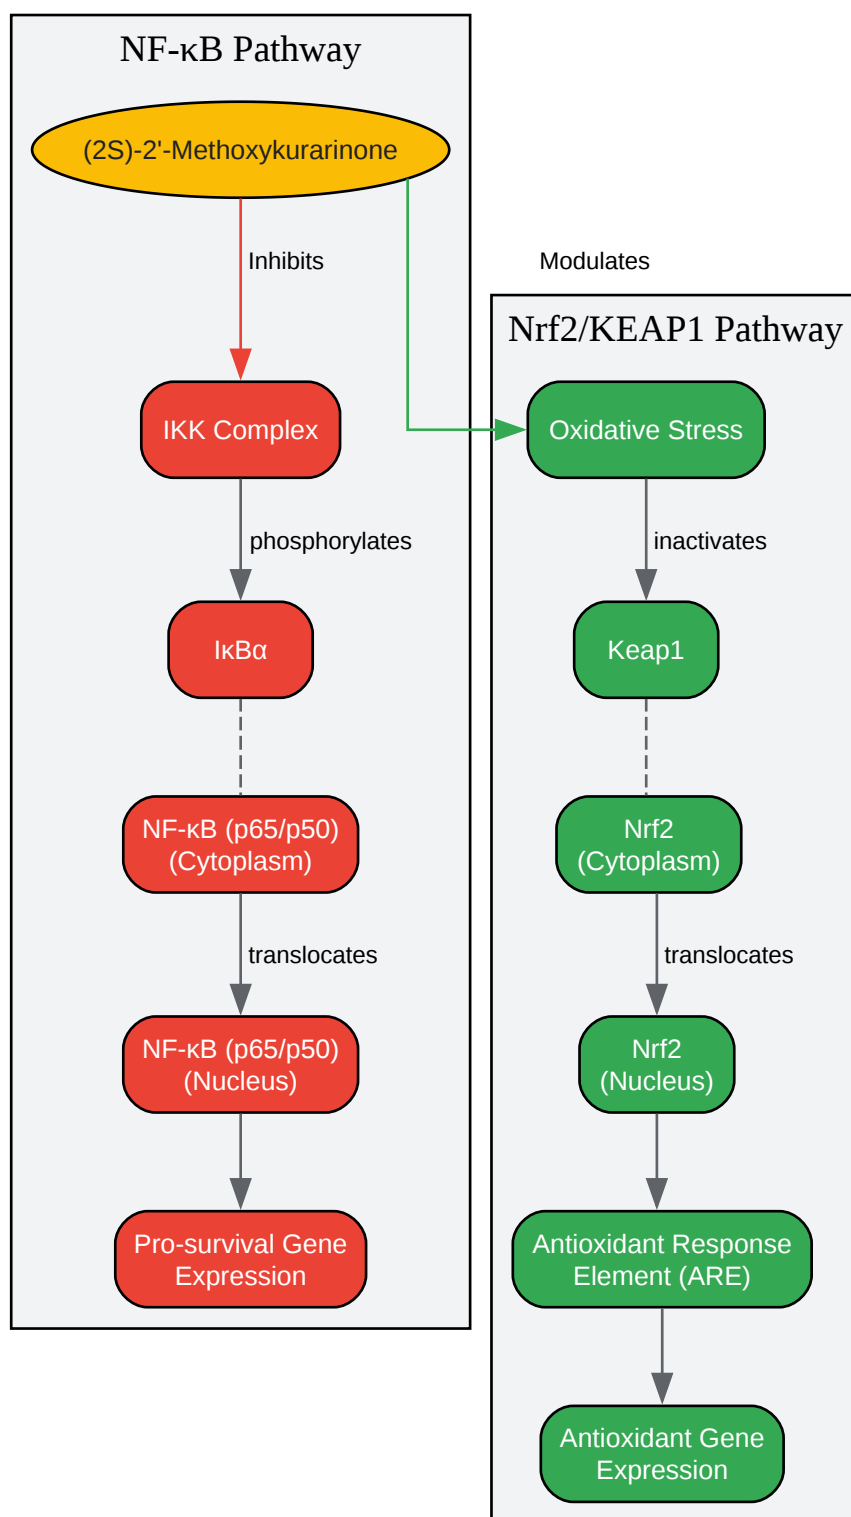 NF-κB Pathway
(2S)-2'-Methoxykurarinone
Inhibits
Modulates
Nrf2/KEAP1 Pathway
IKK Complex
Oxidative Stress
phosphorylates
inactivates
IκBα
Keap1
NF-κB (p65/p50)
(Cytoplasm)
Nrf2
(Cytoplasm)
translocates
translocates
NF-κB (p65/p50)
(Nucleus)
Nrf2
(Nucleus)
Pro-survival Gene
Expression
Antioxidant Response
Element (ARE)
Antioxidant Gene
Expression